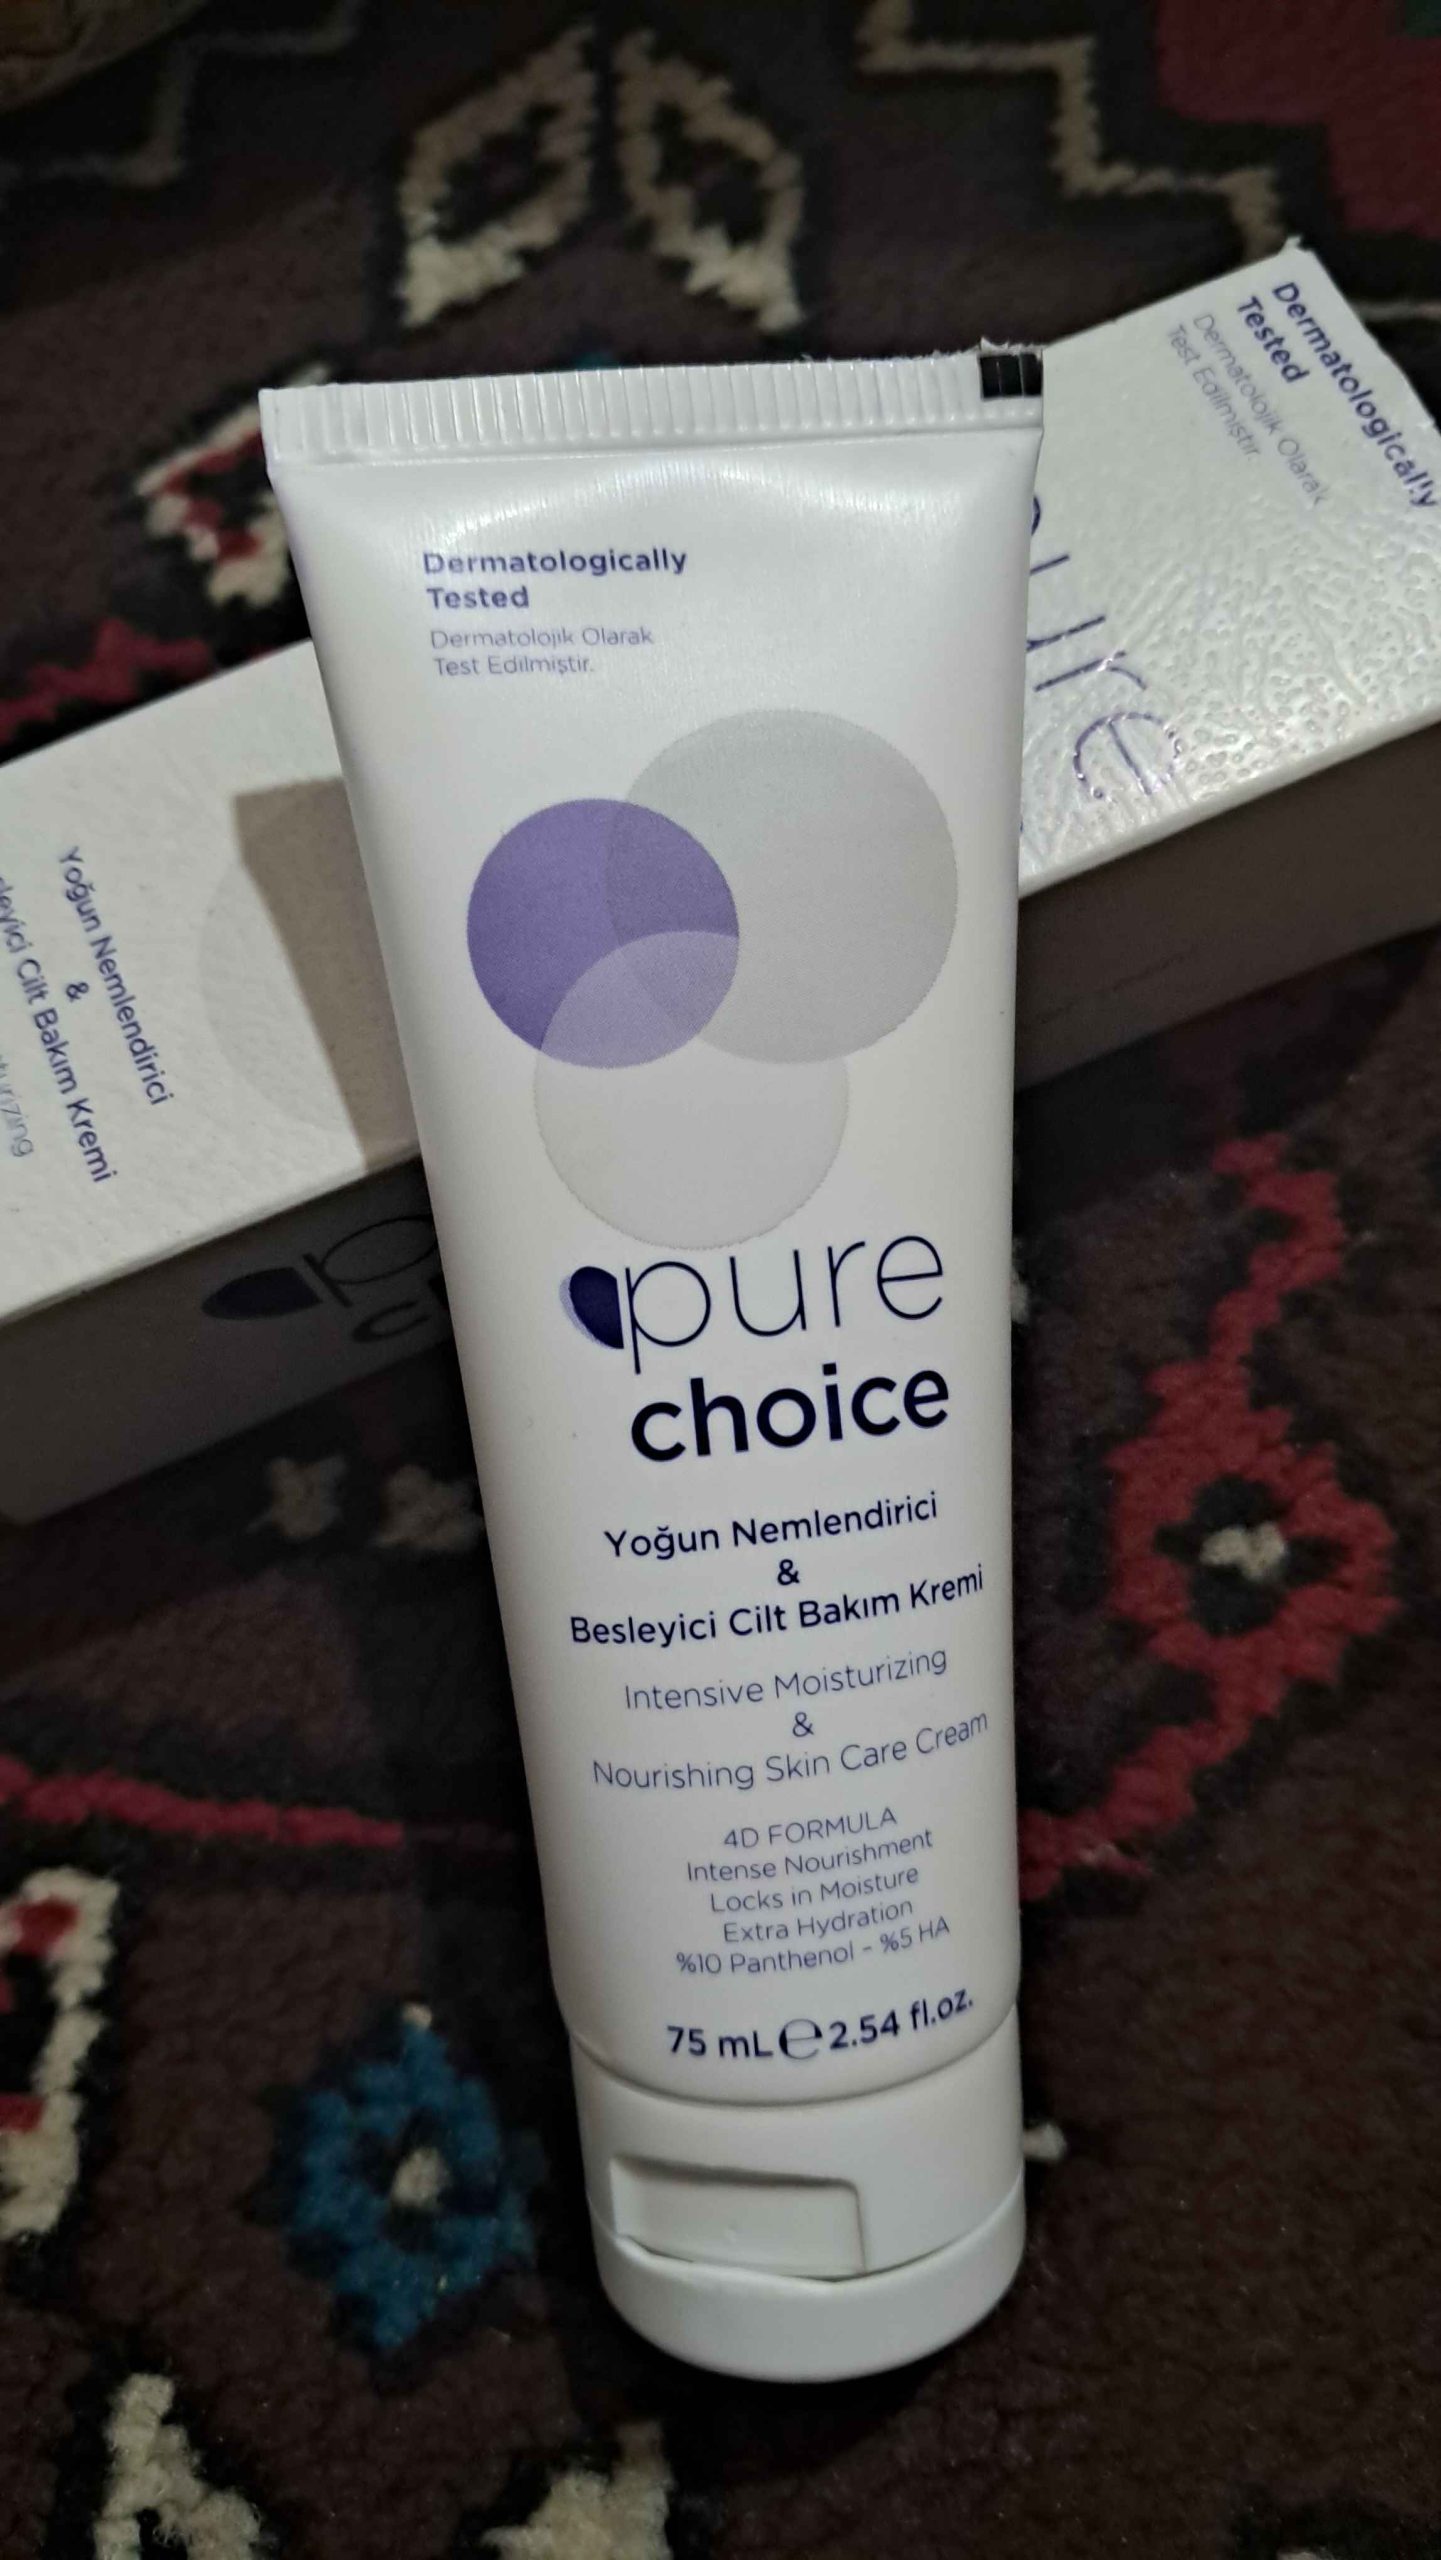 Dermatologically
Tested
Dermatolojik Olarak
Test Edilmiştir.
pure
choice
Yoğun Nemlendirici
&
Besleyici Cilt Bakım Kremi
Intensive Moisturizing
&
Nourishing Skin Care Cream
4D FORMULA
Intense Nourishment
Locks in Moisture
Extra Hydration
%10 Panthenol - %5 HA
75 mL e 2.54 fl.oz.
Dermatologically
Tested
Dermatolojik Olarak
Test Edilmiştir.
ure
Yoğun Nemlendirici
&
Cilt Bakım Kremi